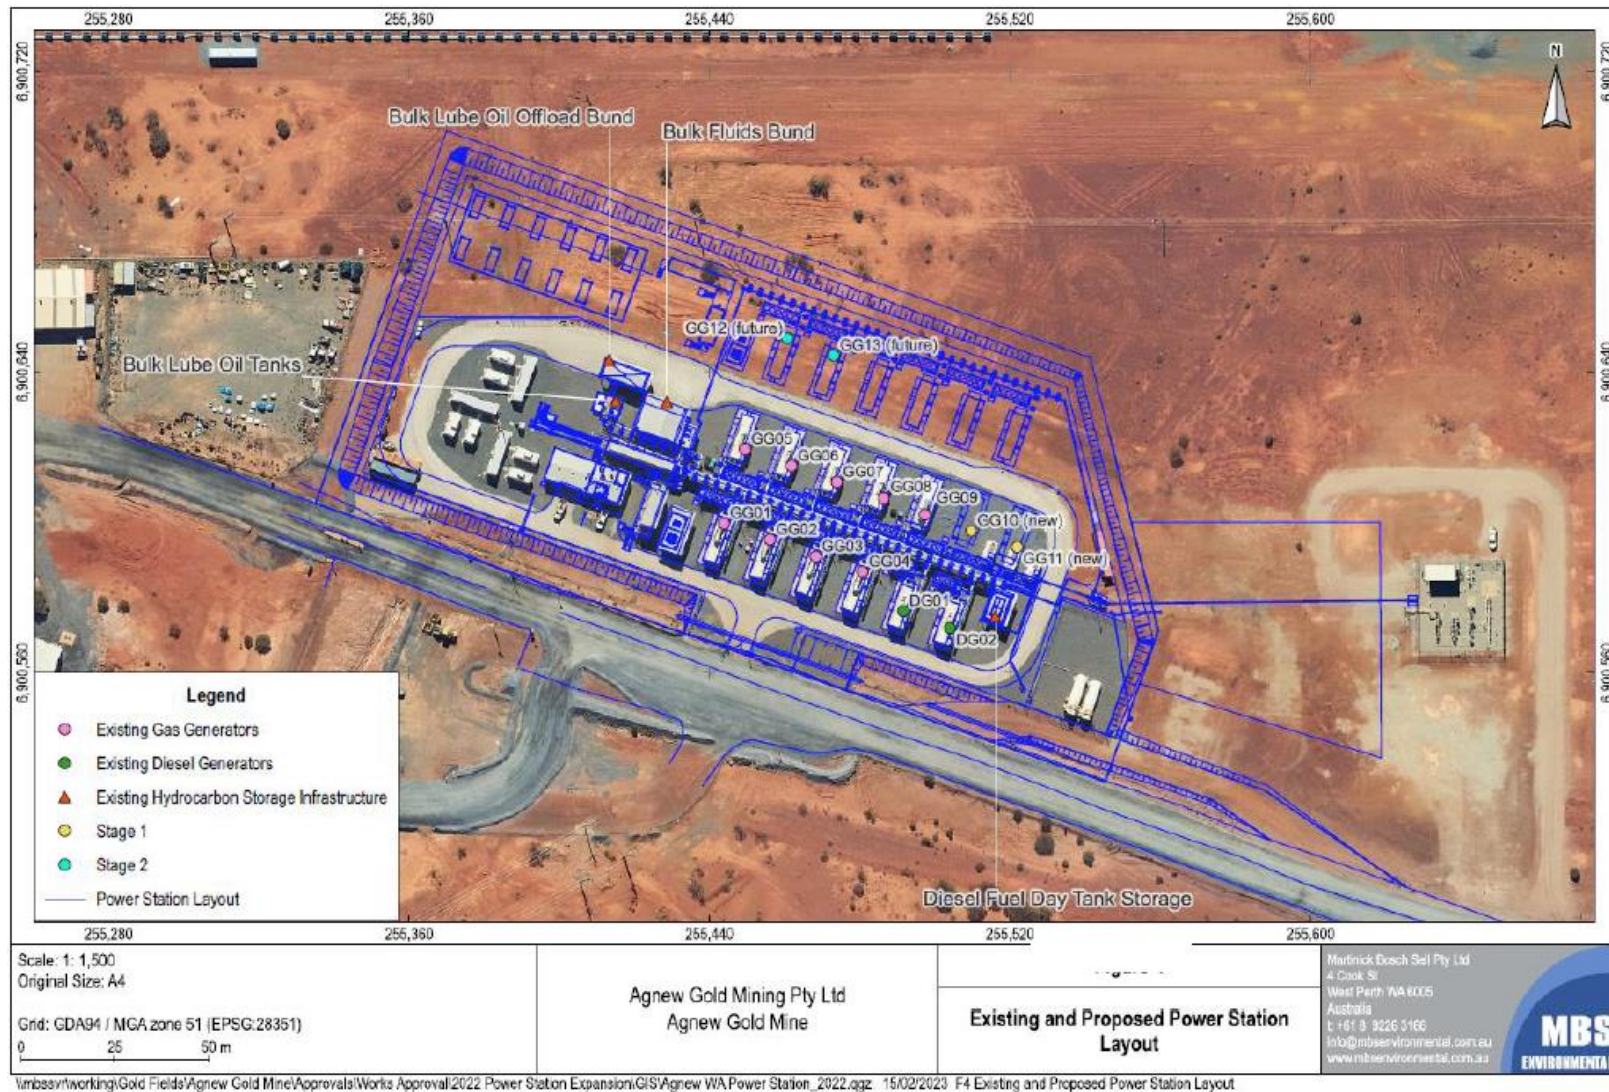 255,280 255,360 255,440 255,520 255,600
6,900,720 6,900,720
N
Bulk Lube Oil Offload Bund
Bulk Fluids Bund
GG12 (future)
GG13 (future)
6,900,640 6,900,640
Bulk Lube Oil Tanks
GG05
GG06
GG07
GG08
GG09
GG10 (new)
GG11 (new)
GG01
GG02
GG03
GG04
DG01
DG02
6,900,560 6,900,560
Legend
Existing Gas Generators
Existing Diesel Generators
Existing Hydrocarbon Storage Infrastructure
Stage 1
Stage 2
Power Station Layout
Diesel Fuel Day Tank Storage
255,280 255,360 255,440 255,520 255,600
Scale: 1: 1,500
Original Size: A4
Grid: GDA94 / MGA zone 51 (EPSG:28351)
0 25 50 m
Agnew Gold Mining Pty Ltd
Agnew Gold Mine
Existing and Proposed Power Station
Layout
Martinick Bosch Sell Pty Ltd
4 Cook St
West Perth WA 6005
Australia
t: +61 8 9226 3166
info@mbsenvironmental.com.au
www.mbsenvironmental.com.au
MBS
ENVIRONMENTAL
\\mbssvr\working\Gold Fields\Agnew Gold Mine\Approvals\Works Approval\2022 Power Station Expansion\GIS\Agnew WA Power Station_2022.qgz 15/02/2023 F4 Existing and Proposed Power Station Layout